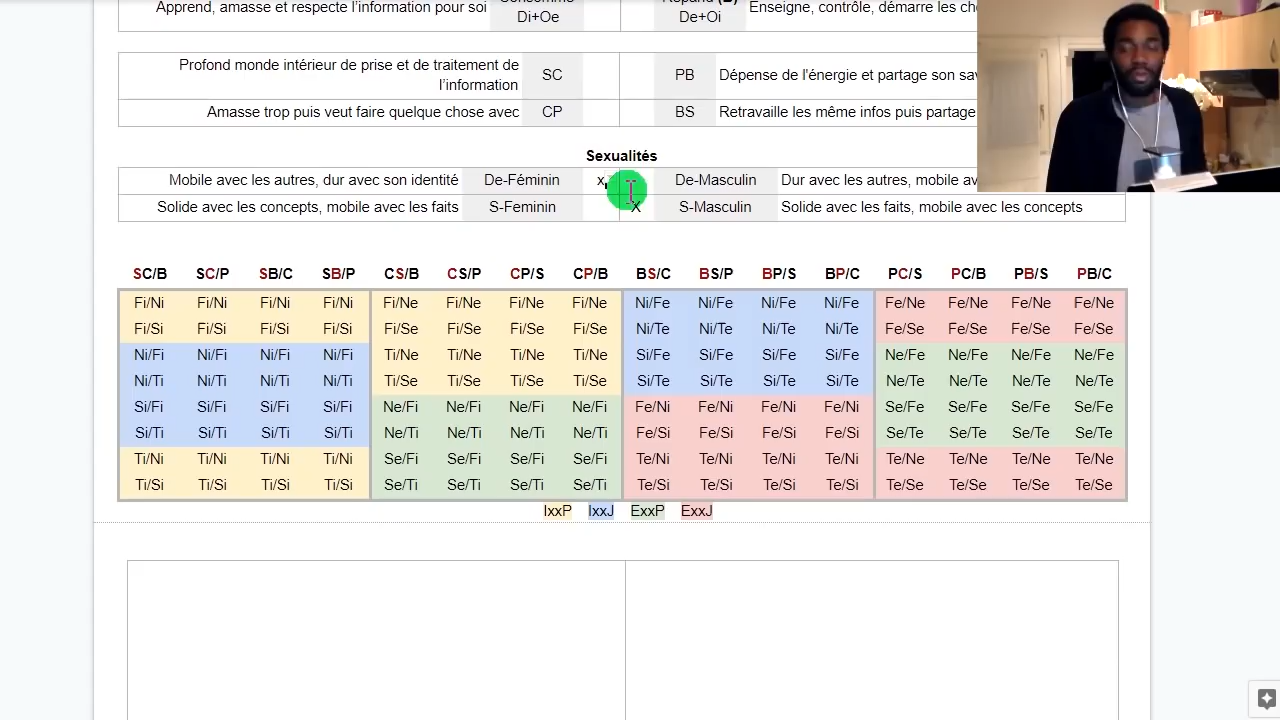 Apprend, amasse et respecte l'information pour soi
Di+Oe
De+Oi
Enseigne, contrôle, démarre les
Profond monde intérieur de prise et de traitement de l'information
SC
PB
Dépense de l'énergie et partage son
Amasse trop puis veut faire quelque chose avec
CP
BS
Retravaille les même infos puis partage
Sexualités
Mobile avec les autres, dur avec son identité
De-Féminin
x
De-Masculin
Dur avec les autres, mobile
Solide avec les concepts, mobile avec les faits
S-Feminin
X
S-Masculin
Solide avec les faits, mobile avec les concepts
SC/B SC/P SB/C SB/P CS/B CS/P CP/S CP/B BS/C BS/P BP/S BP/C PC/S PC/B PB/S PB/C
Fi/Ni Fi/Ni Fi/Ni Fi/Ni Fi/Ne Fi/Ne Fi/Ne Fi/Ne Ni/Fe Ni/Fe Ni/Fe Ni/Fe Fe/Ne Fe/Ne Fe/Ne Fe/Ne
Fi/Si Fi/Si Fi/Si Fi/Si Fi/Se Fi/Se Fi/Se Fi/Se Ni/Te Ni/Te Ni/Te Ni/Te Fe/Se Fe/Se Fe/Se Fe/Se
Ni/Fi Ni/Fi Ni/Fi Ni/Fi Ti/Ne Ti/Ne Ti/Ne Ti/Ne Si/Fe Si/Fe Si/Fe Si/Fe Ne/Fe Ne/Fe Ne/Fe Ne/Fe
Ni/Ti Ni/Ti Ni/Ti Ni/Ti Ti/Se Ti/Se Ti/Se Ti/Se Si/Te Si/Te Si/Te Si/Te Ne/Te Ne/Te Ne/Te Ne/Te
Si/Fi Si/Fi Si/Fi Si/Fi Ne/Fi Ne/Fi Ne/Fi Ne/Fi Fe/Ni Fe/Ni Fe/Ni Fe/Ni Se/Fe Se/Fe Se/Fe Se/Fe
Si/Ti Si/Ti Si/Ti Si/Ti Ne/Ti Ne/Ti Ne/Ti Ne/Ti Fe/Si Fe/Si Fe/Si Fe/Si Se/Te Se/Te Se/Te Se/Te
Ti/Ni Ti/Ni Ti/Ni Ti/Ni Se/Fi Se/Fi Se/Fi Se/Fi Te/Ni Te/Ni Te/Ni Te/Ni Te/Ne Te/Ne Te/Ne Te/Ne
Ti/Si Ti/Si Ti/Si Ti/Si Se/Ti Se/Ti Se/Ti Se/Ti Te/Si Te/Si Te/Si Te/Si Te/Se Te/Se Te/Se Te/Se
IxxP IxxJ ExxP ExxJ